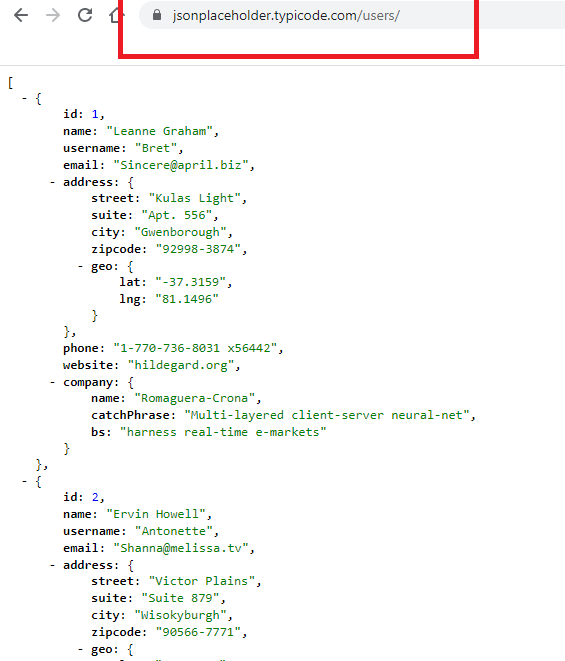 jsonplaceholder.typicode.com/users/
[
- {
id: 1,
name: "Leanne Graham",
username: "Bret",
email: "Sincere@april.biz",
- address: {
street: "Kulas Light",
suite: "Apt. 556",
city: "Gwenborough",
zipcode: "92998-3874",
- geo: {
lat: "-37.3159",
lng: "81.1496"
}
},
phone: "1-770-736-8031 x56442",
website: "hildegard.org",
- company: {
name: "Romaguera-Crona",
catchPhrase: "Multi-layered client-server neural-net",
bs: "harness real-time e-markets"
}
},
- {
id: 2,
name: "Ervin Howell",
username: "Antonette",
email: "Shanna@melissa.tv",
- address: {
street: "Victor Plains",
suite: "Suite 879",
city: "Wisokyburgh",
zipcode: "90566-7771",
- geo: {